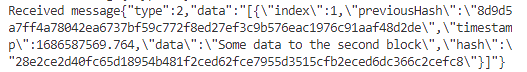 Received message{"type":2,"data":"[{\"index\":1,\"previousHash\":\"8d9d5
a7ff4a78042ea6737bf59c772f8ed27ef3c9b576eac1976c91aaf48d2de\",\"timestam
p\":1686587569.764,\"data\":\"Some data to the second block\",\"hash\":\
"28e2ce2d40fc65d18954b481f2ced62fce7955d3515cfb2eced6dc366c2cefc8\"}]"}